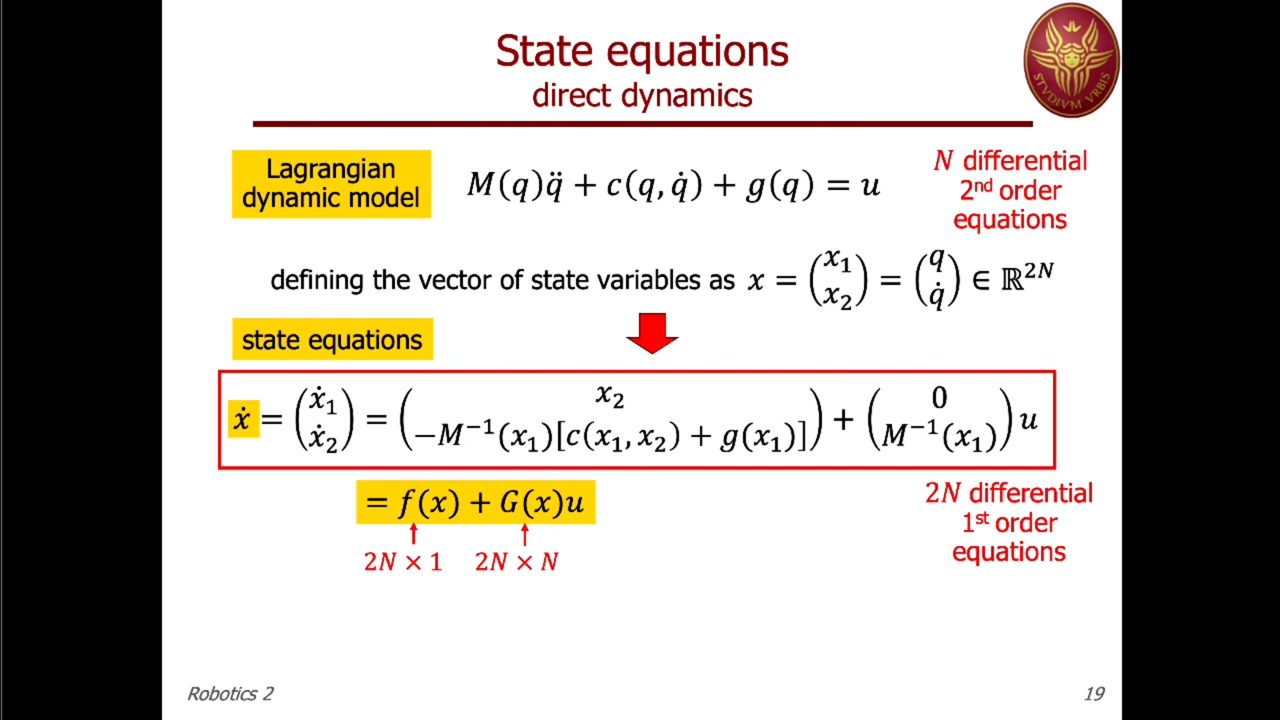 State equations
direct dynamics
STVDIVM VRBIS
Lagrangian
dynamic model
M(q)q̈ + c(q, q̇) + g(q) = u
N differential
2nd order
equations
defining the vector of state variables as x = (x₁ x₂) = (q q̇) ∈ ℝ²ᴺ
state equations
ẋ = (ẋ₁ ẋ₂) = (x₂ −M⁻¹(x₁)[c(x₁, x₂) + g(x₁)]) + (0 M⁻¹(x₁)) u
= f(x) + G(x)u
2N × 1 2N × N
2N differential
1st order
equations
Robotics 2
19